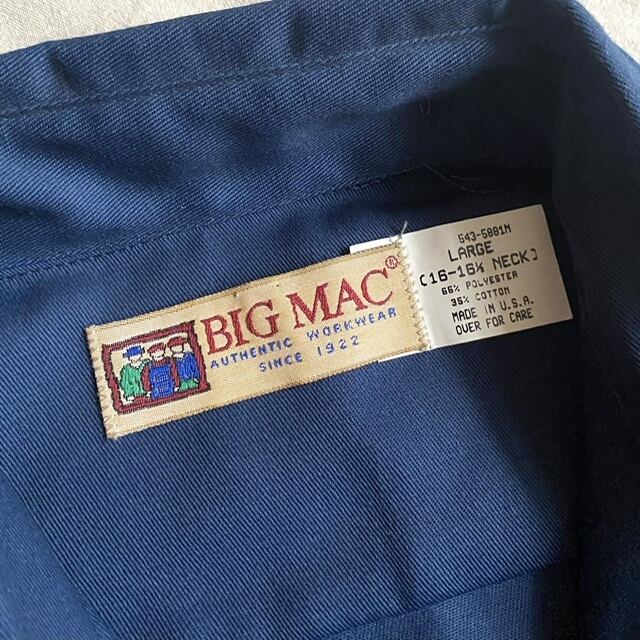 BIG MAC®
AUTHENTIC WORKWEAR
SINCE 1922
543-5881M
LARGE
(16-16½ NECK)
65% POLYESTER
35% COTTON
MADE IN U.S.A.
OVER FOR CARE